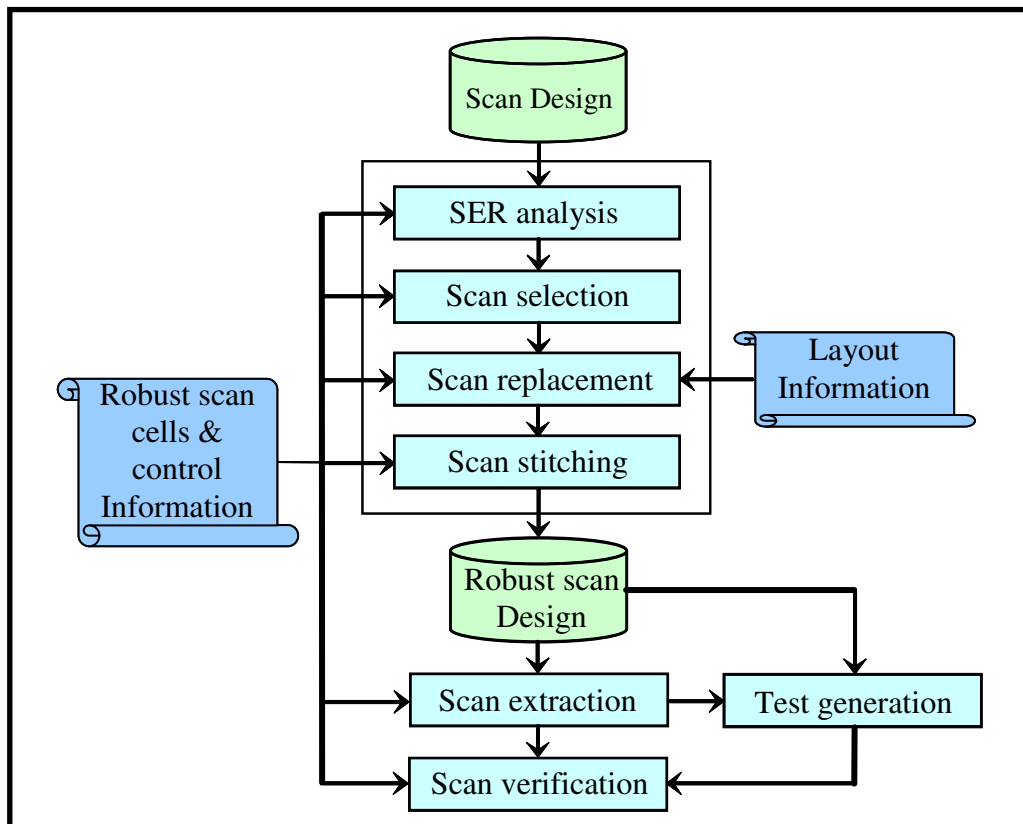 Scan Design
SER analysis
Scan selection
Scan replacement
Scan stitching
Layout
Information
Robust scan
cells &
control
Information
Robust scan
Design
Scan extraction
Test generation
Scan verification